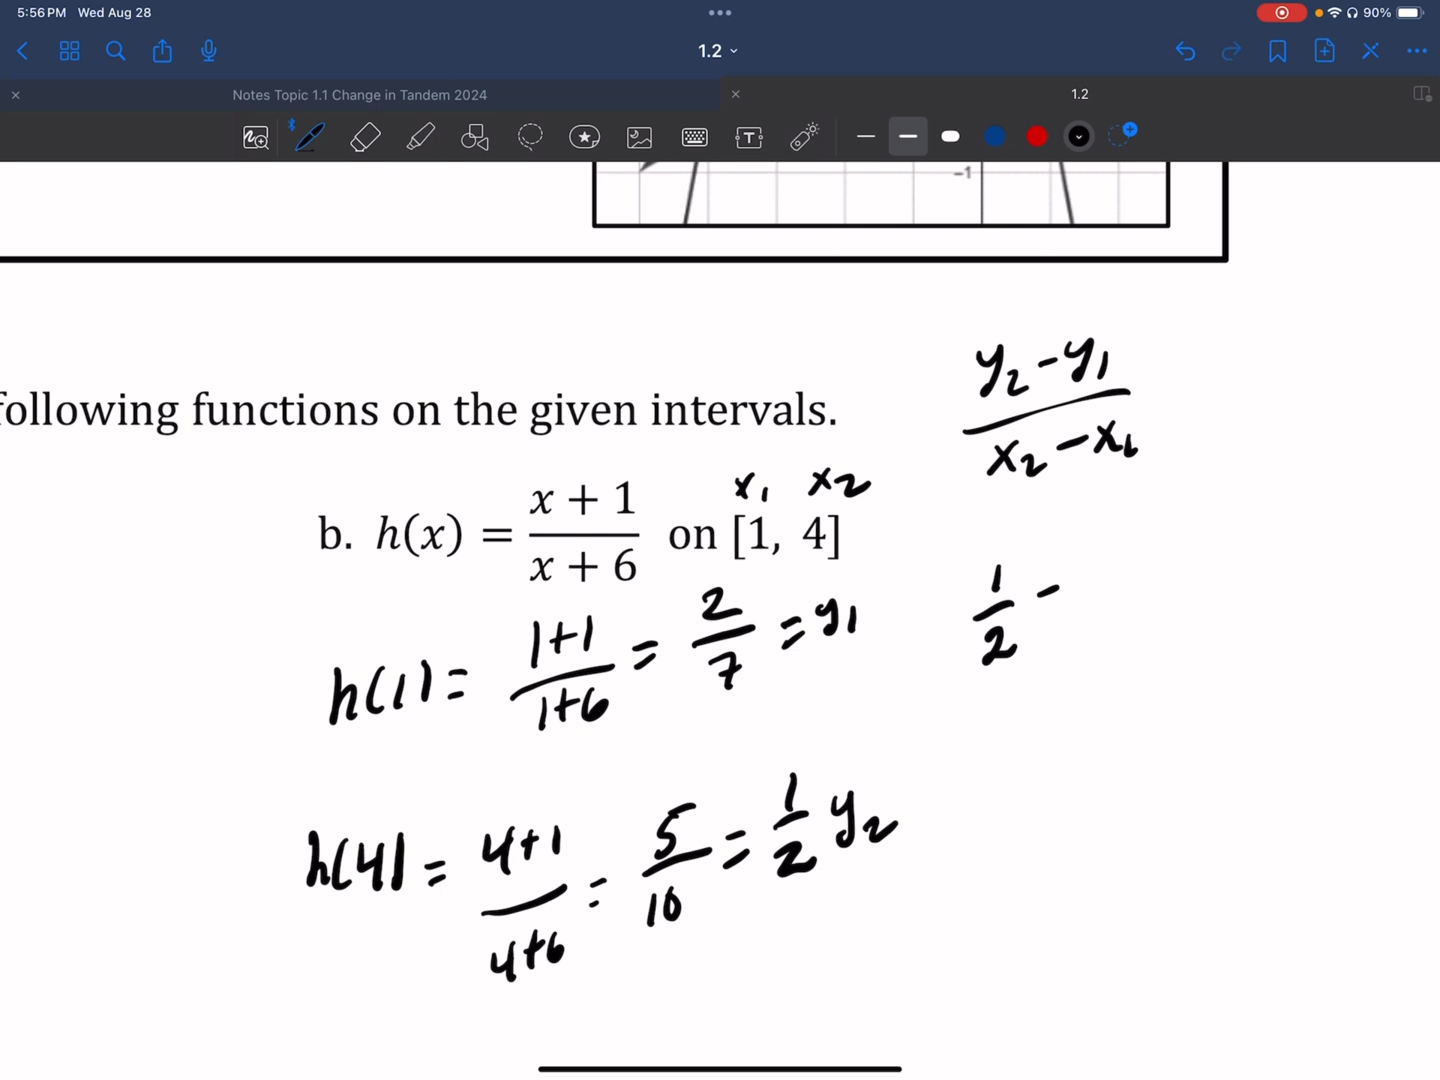 5:56 PM Wed Aug 28
90%
1.2
Notes Topic 1.1 Change in Tandem 2024
1.2
T
−1
following functions on the given intervals.
y₂ − y₁
x₂ − x₁
x₁ x₂
b. h(x) = (x + 1)/(x + 6) on [1, 4]
1/2 −
h(1) = (1+1)/(1+6) = 2/7 = y₁
h(4) = (4+1)/(4+6) = 5/10 = 1/2 y₂